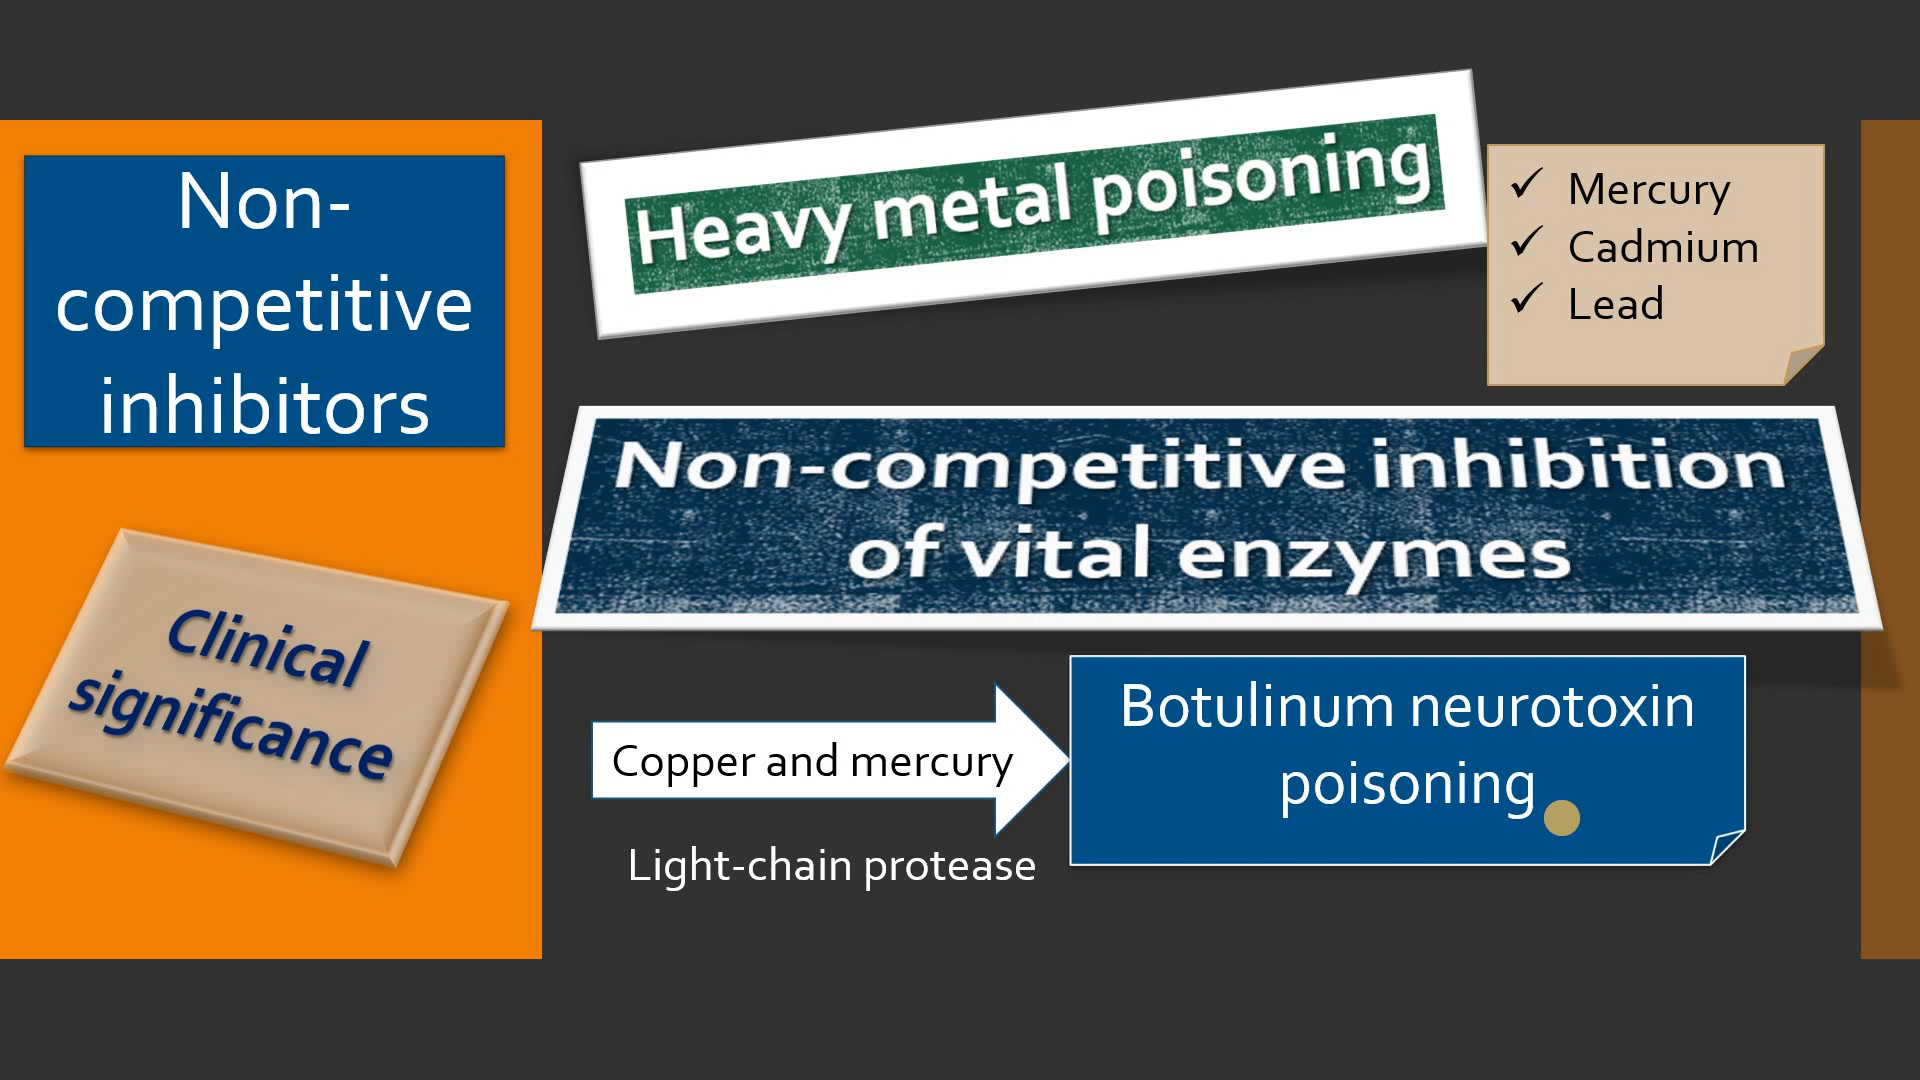 Non-
competitive
inhibitors
Clinical
significance
Heavy metal poisoning
✓ Mercury
✓ Cadmium
✓ Lead
Non-competitive inhibition
of vital enzymes
Copper and mercury
Light-chain protease
Botulinum neurotoxin
poisoning